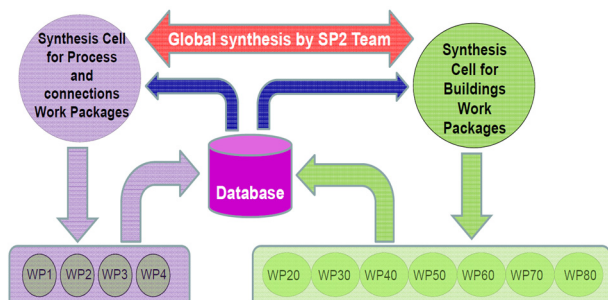 Synthesis Cell
for Process
and
connections
Work Packages
Global synthesis by SP2 Team
Synthesis
Cell for
Buildings
Work
Packages
Database
WP1 WP2 WP3 WP4
WP20 WP30 WP40 WP50 WP60 WP70 WP80